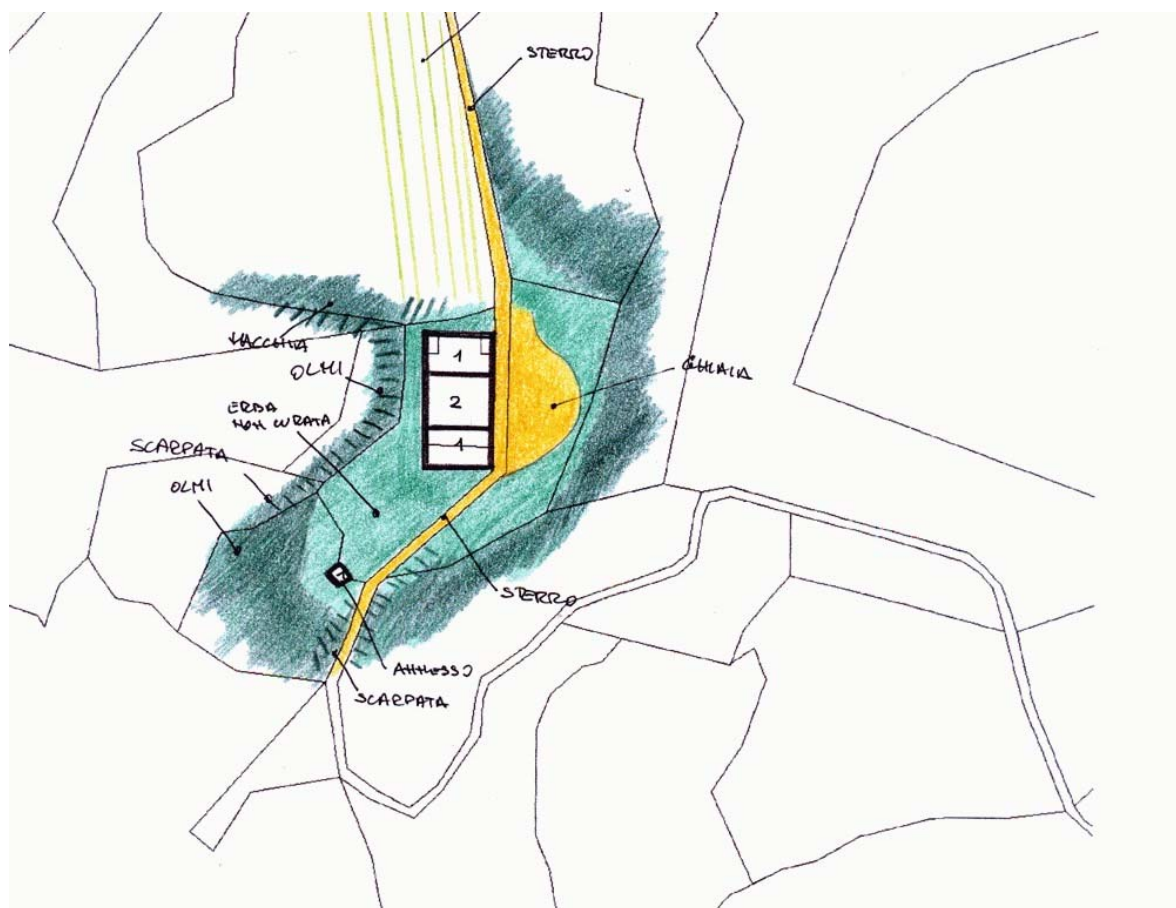 STERRO
MACCHIA
OLMI
1
2
1
GHIAIA
ERBA
NON CURATA
SCARPATA
OLMI
STERRO
ANNESSO
SCARPATA